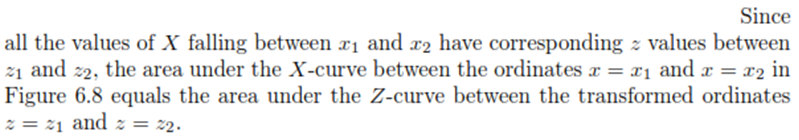 Since
all the values of X falling between x₁ and x₂ have corresponding z values between
z₁ and z₂, the area under the X-curve between the ordinates x = x₁ and x = x₂ in
Figure 6.8 equals the area under the Z-curve between the transformed ordinates
z = z₁ and z = z₂.